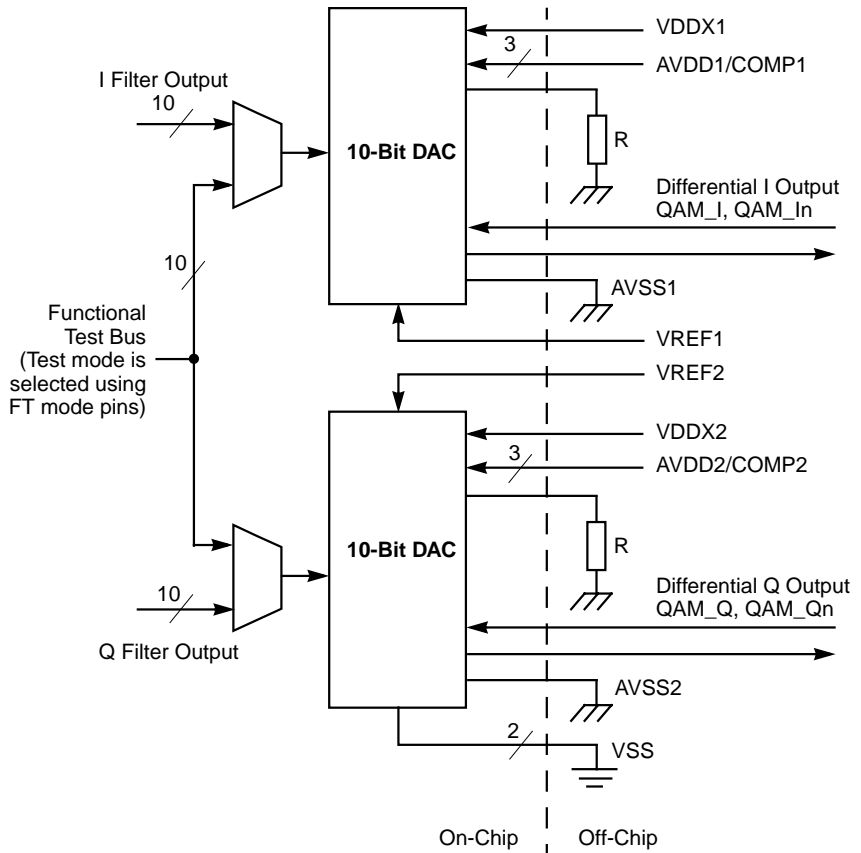 VDDX1
3
AVDD1/COMP1
I Filter Output
10
10-Bit DAC
R
Differential I Output
QAM_I, QAM_In
10
AVSS1
Functional
Test Bus
(Test mode is
selected using
FT mode pins)
VREF1
VREF2
VDDX2
3
AVDD2/COMP2
10-Bit DAC
R
10
Differential Q Output
QAM_Q, QAM_Qn
Q Filter Output
AVSS2
2
VSS
On-Chip
Off-Chip